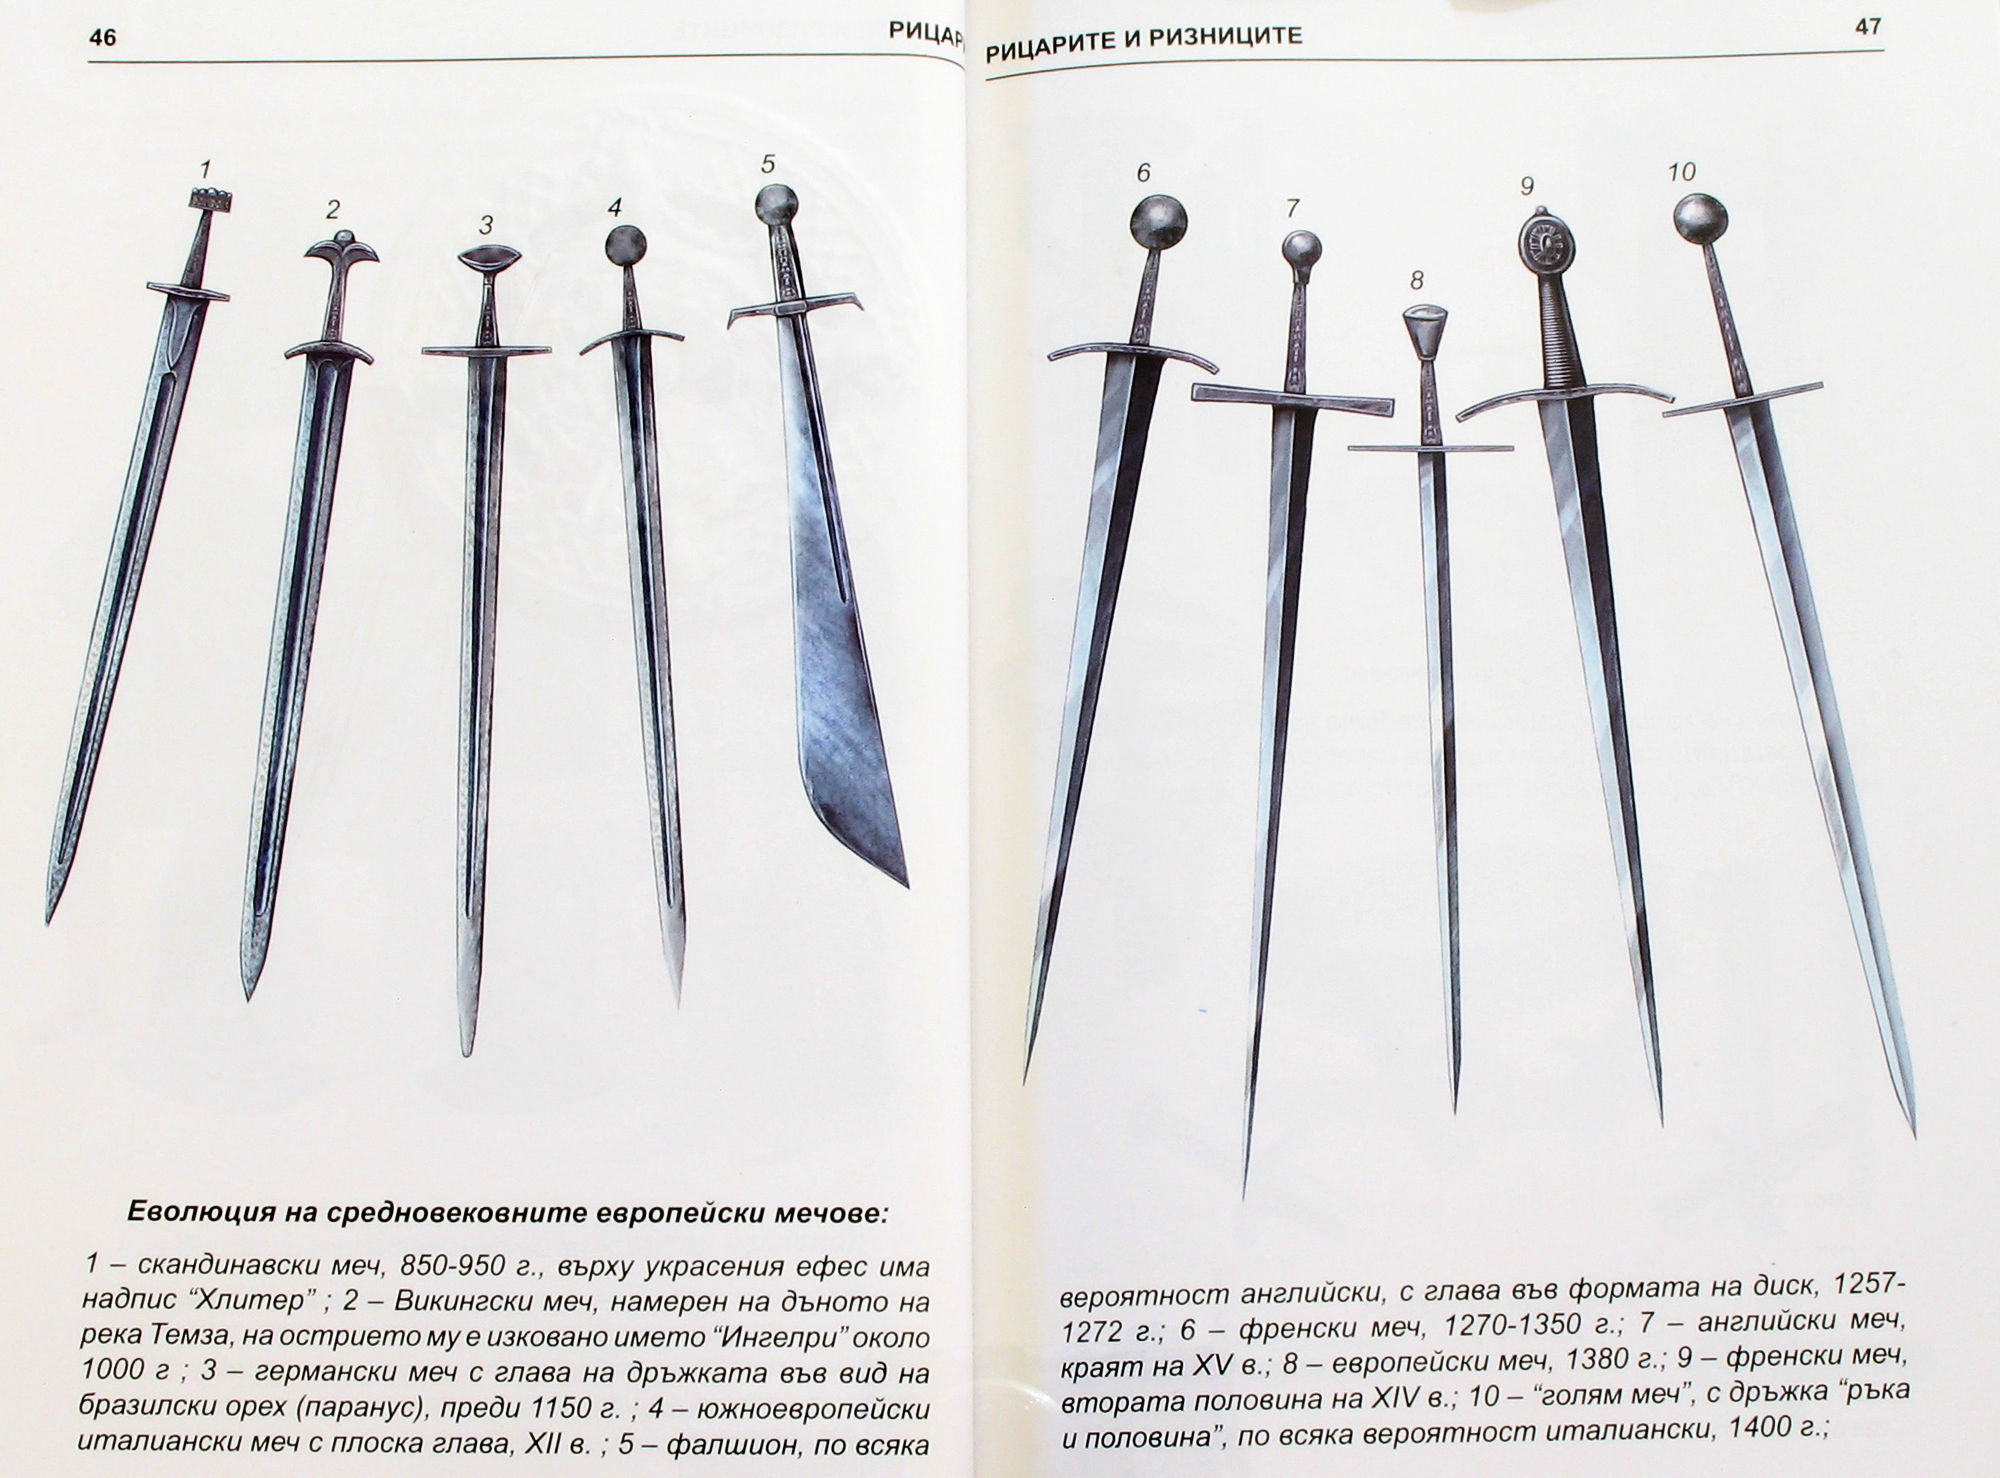 46
РИЦАР
1
2
3
4
5
Еволюция на средновековните европейски мечове:
1 – скандинавски меч, 850-950 г., върху украсения ефес има
надпис “Хлитер” ; 2 – Викингски меч, намерен на дъното на
река Темза, на острието му е изковано името “Ингелри” около
1000 г ; 3 – германски меч с глава на дръжката във вид на
бразилски орех (паранус), преди 1150 г. ; 4 – южноевропейски
италиански меч с плоска глава, XII в. ; 5 – фалшион, по всяка
РИЦАРИТЕ И РИЗНИЦИТЕ
47
6
7
8
9
10
вероятност английски, с глава във формата на диск, 1257-
1272 г.; 6 – френски меч, 1270-1350 г.; 7 – английски меч,
краят на XV в.; 8 – европейски меч, 1380 г.; 9 – френски меч,
втората половина на XIV в.; 10 – “голям меч”, с дръжка “ръка
и половина”, по всяка вероятност италиански, 1400 г.;